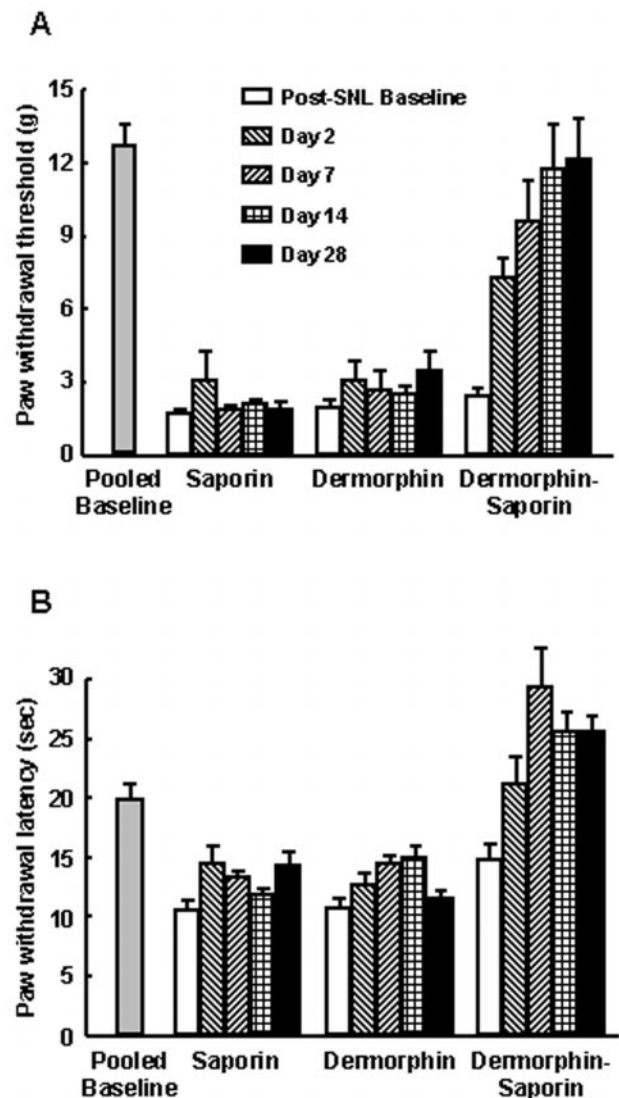 A
Paw withdrawal threshold (g)
15
12
9
6
3
0
Post-SNL Baseline
Day 2
Day 7
Day 14
Day 28
Pooled Baseline
Saporin
Dermorphin
Dermorphin-Saporin
B
Paw withdrawal latency (sec)
30
25
20
15
10
5
0
Pooled Baseline
Saporin
Dermorphin
Dermorphin-Saporin